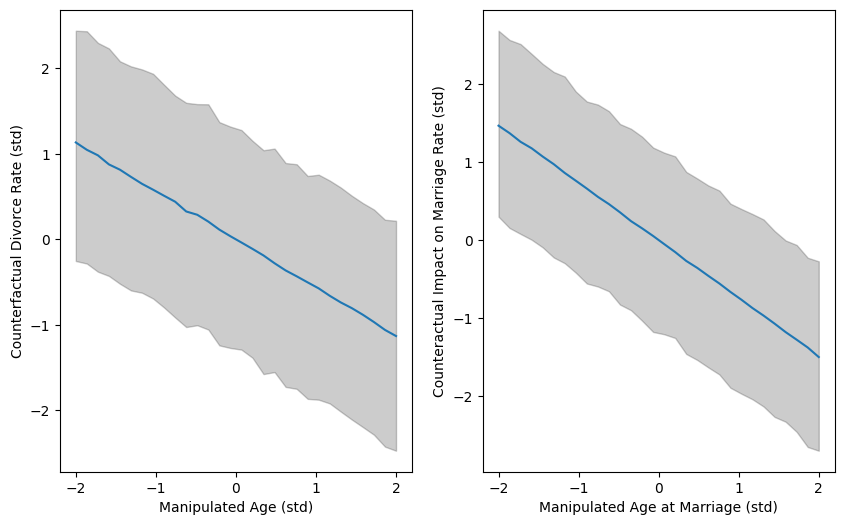 Counterfactual Divorce Rate (std)
2
1
0
−1
−2
−2 −1 0 1 2
Manipulated Age (std)
Counteractual Impact on Marriage Rate (std)
2
1
0
−1
−2
−2 −1 0 1 2
Manipulated Age at Marriage (std)